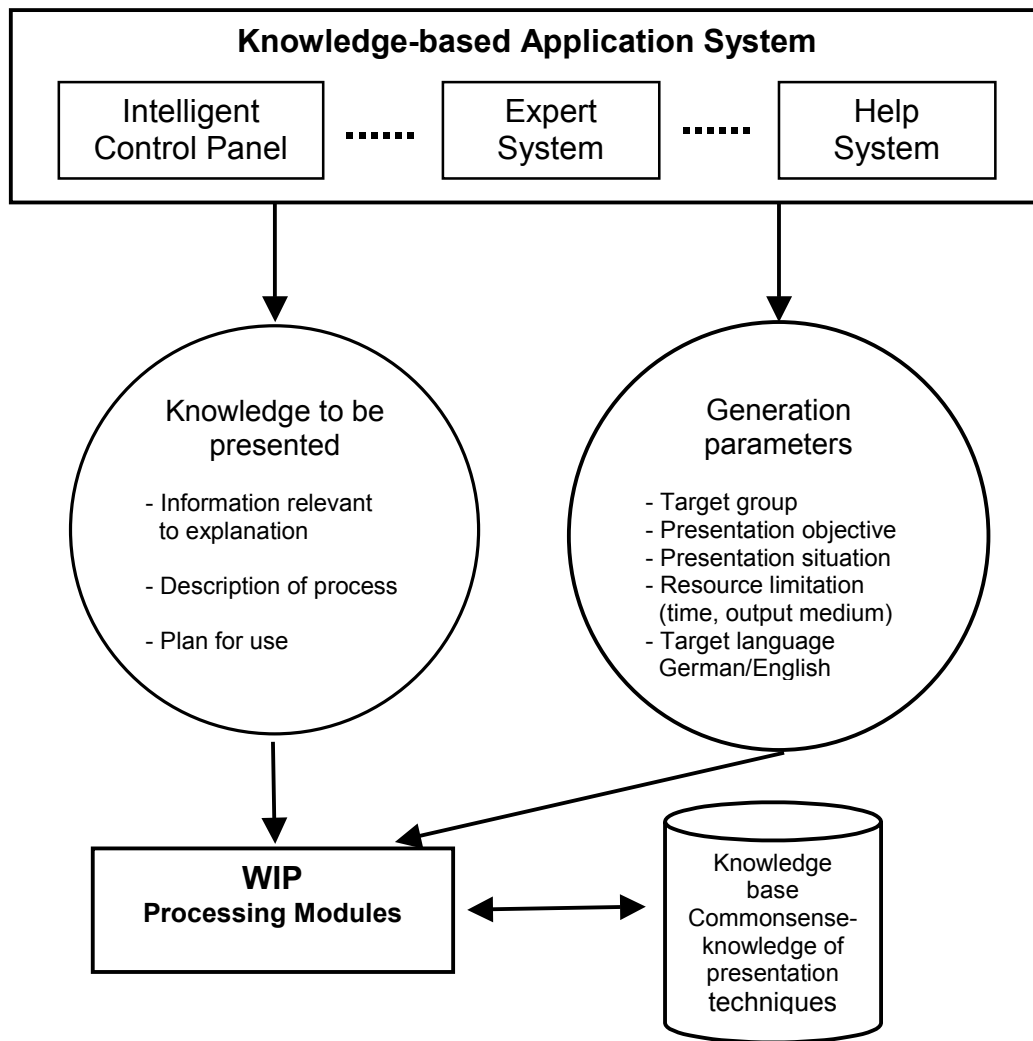 Knowledge-based Application System
Intelligent
Control Panel
Expert
System
Help
System
Knowledge to be
presented
- Information relevant
to explanation
- Description of process
- Plan for use
Generation
parameters
- Target group
- Presentation objective
- Presentation situation
- Resource limitation
(time, output medium)
- Target language
German/English
WIP
Processing Modules
Knowledge
base
Commonsense-
knowledge of
presentation
techniques